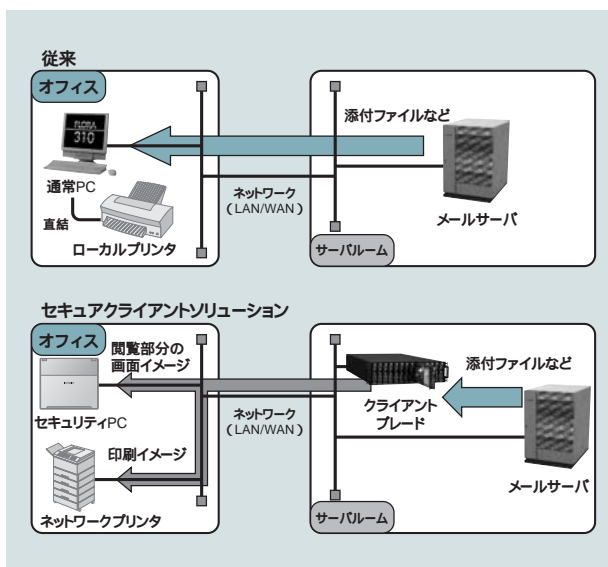 従来
オフィス
FLORA
310
通常PC
直結
ローカルプリンタ
添付ファイルなど
ネットワーク
（LAN/WAN）
メールサーバ
サーバルーム
セキュアクライアントソリューション
オフィス
閲覧部分の
画面イメージ
セキュリティPC
印刷イメージ
ネットワークプリンタ
ネットワーク
（LAN/WAN）
クライアント
ブレード
添付ファイルなど
メールサーバ
サーバルーム